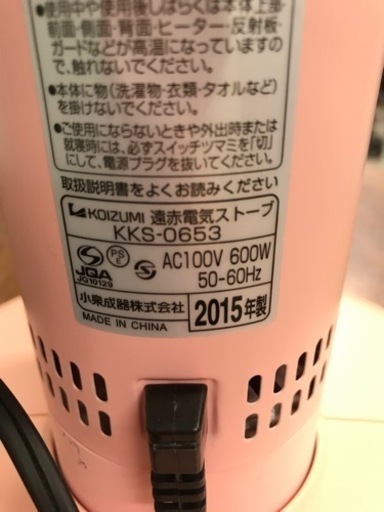 ●使用中や使用後しばらくは本体上部・
前面・側面・背面・ヒーター・反射板・
ガードなどが高温になっていますの
で、触れないでください。
●本体に物(洗濯物・衣類・タオルなど)
を掛けないでください。
●ご使用にならないときや外出時または
就寝時には、必ずスイッチツマミを「切」
にして、電源プラグを抜いてください。
取扱説明書をよくお読みください
KOIZUMI 遠赤電気ストーブ
KKS-0653
JQA
JG10129
PS
E
S
AC100V 600W
50-60Hz
小泉成器株式会社
MADE IN CHINA
2015年製